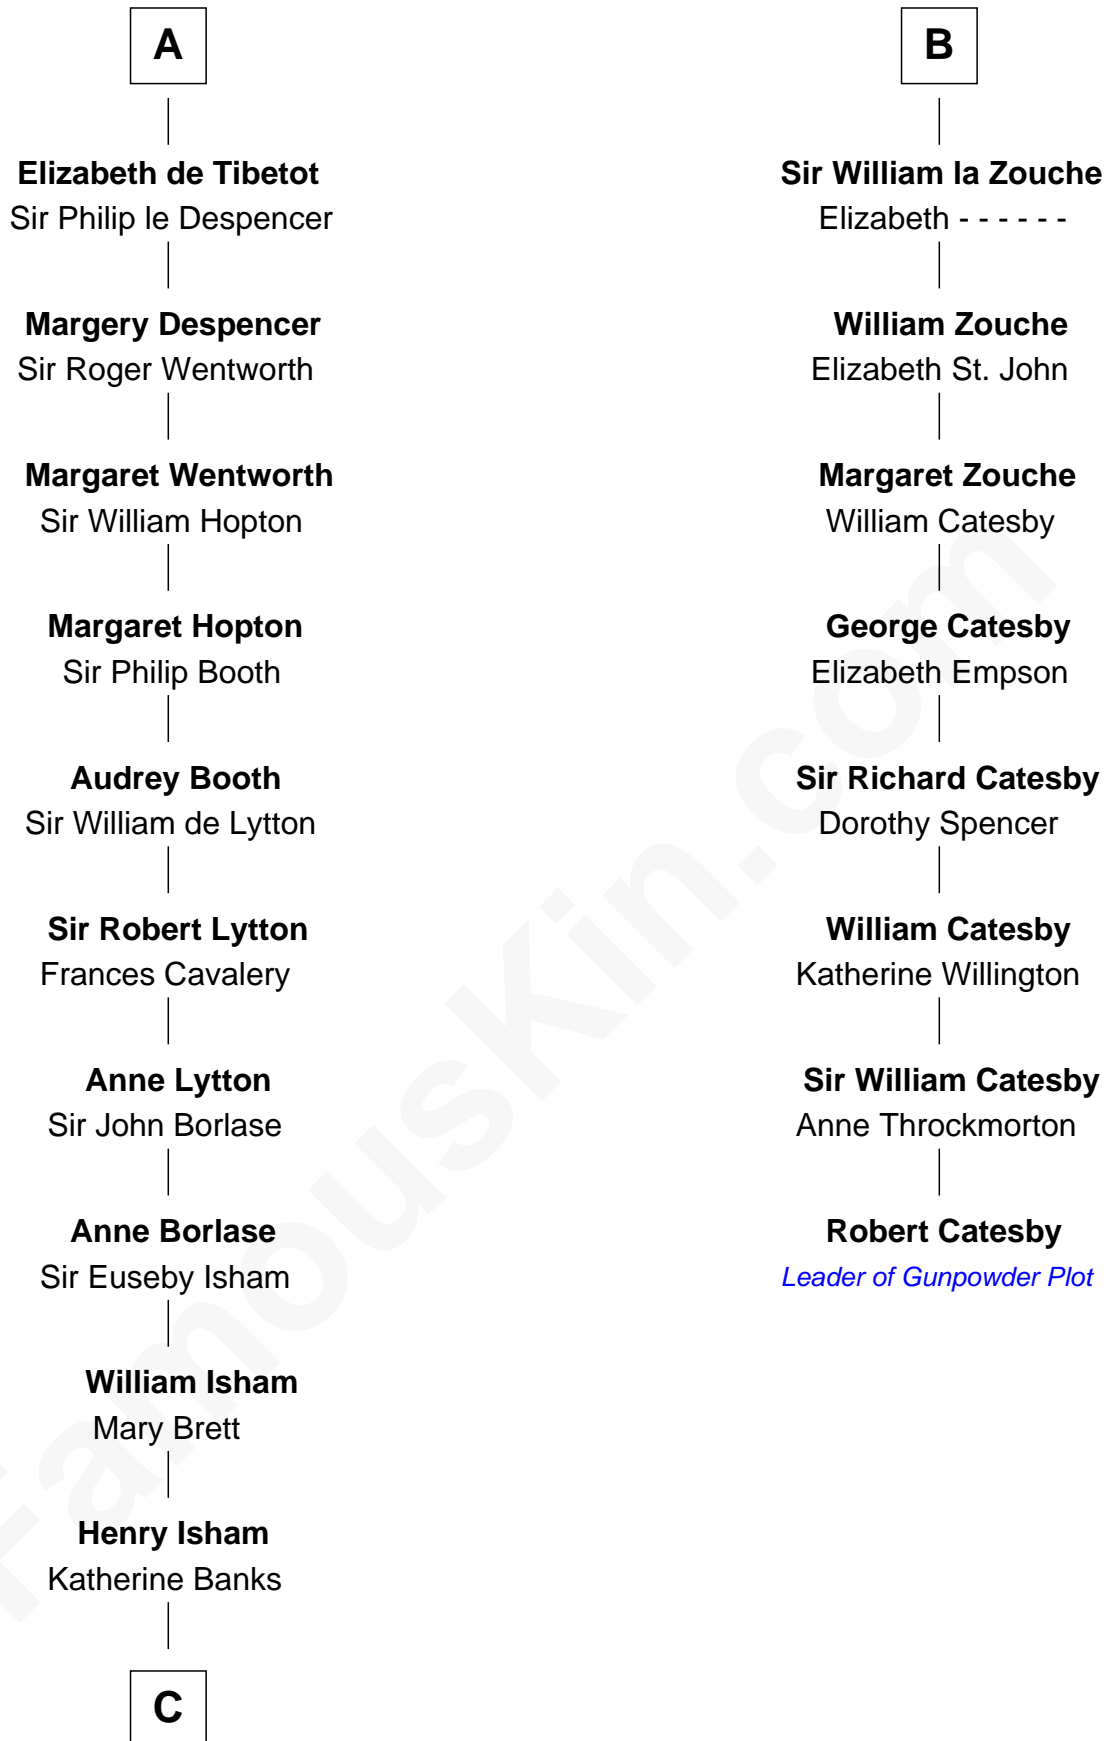 A
Elizabeth de Tibetot
Sir Philip le Despencer
Margery Despencer
Sir Roger Wentworth
Margaret Wentworth
Sir William Hopton
Margaret Hopton
Sir Philip Booth
Audrey Booth
Sir William de Lytton
Sir Robert Lytton
Frances Cavalery
Anne Lytton
Sir John Borlase
Anne Borlase
Sir Euseby Isham
William Isham
Mary Brett
Henry Isham
Katherine Banks
C
B
Sir William la Zouche
Elizabeth - - - - - -
William Zouche
Elizabeth St. John
Margaret Zouche
William Catesby
George Catesby
Elizabeth Empson
Sir Richard Catesby
Dorothy Spencer
William Catesby
Katherine Willington
Sir William Catesby
Anne Throckmorton
Robert Catesby
Leader of Gunpowder Plot
FamousKin.com